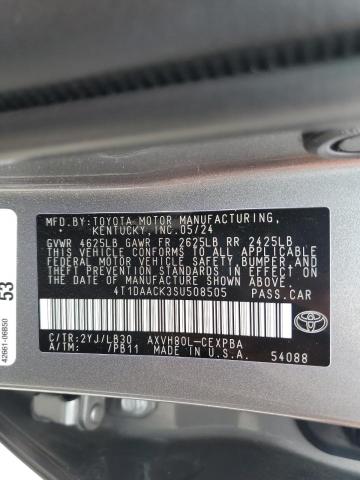 MFD.BY:TOYOTA MOTOR MANUFACTURING,
KENTUCKY,INC.05/24
GVWR 4625LB GAWR FR 2625LB RR 2425LB
THIS VEHICLE CONFORMS TO ALL APPLICABLE
FEDERAL MOTOR VEHICLE SAFETY, BUMPER, AND
THEFT PREVENTION STANDARDS IN EFFECT ON THE
DATE OF MANUFACTURE SHOWN ABOVE.
4T1DAACK3SU508505 PASS.CAR
C/TR:2YJ/LB30 AXVH80L-CEXPBA
A/TM: 7PB11 MADE IN U.S.A. 54088
53
42661-06B50